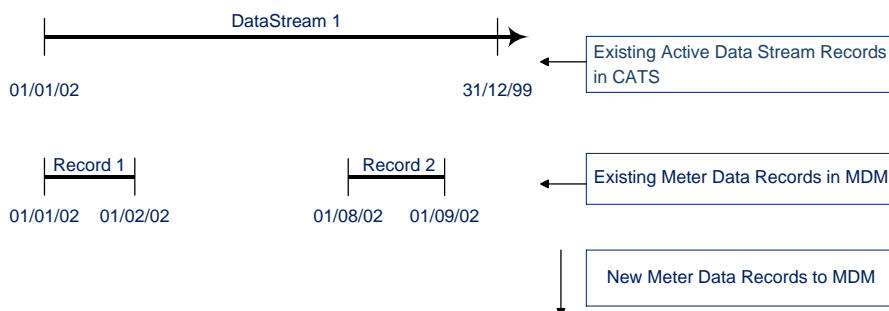 DataStream 1
Existing Active Data Stream Records
in CATS
01/01/02
31/12/99
Record 1
Record 2
Existing Meter Data Records in MDM
01/01/02
01/02/02
01/08/02
01/09/02
New Meter Data Records to MDM